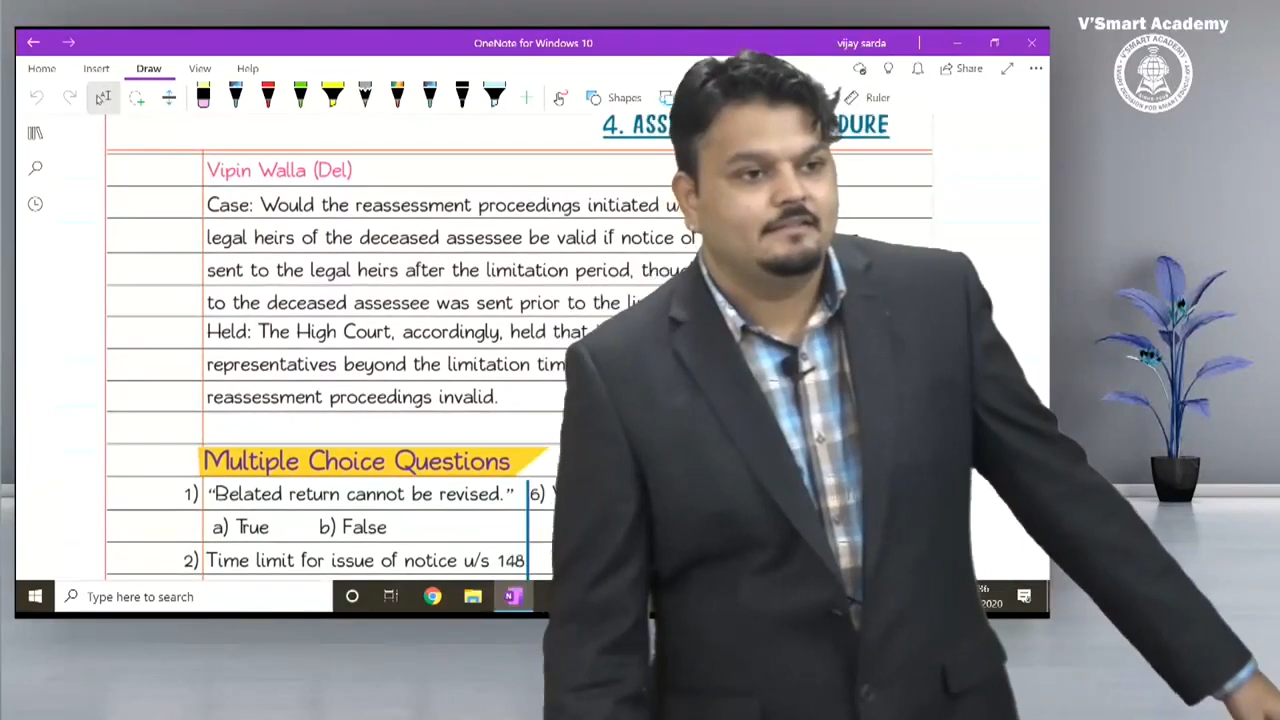 V'Smart Academy
OneNote for Windows 10
vijay sarda
Home Insert Draw View Help
Share
Shapes
Ruler
4. ASS DURE
Vipin Walla (Del)
Case: Would the reassessment proceedings initiated
legal heirs of the deceased assessee be valid if notice
sent to the legal heirs after the limitation period,
to the deceased assessee was sent prior to the
Held: The High Court, accordingly, held that
representatives beyond the limitation
reassessment proceedings invalid.
Multiple Choice Questions
1) "Belated return cannot be revised."
6)
a) True b) False
2) Time limit for issue of notice u/s 148
Type here to search
2020